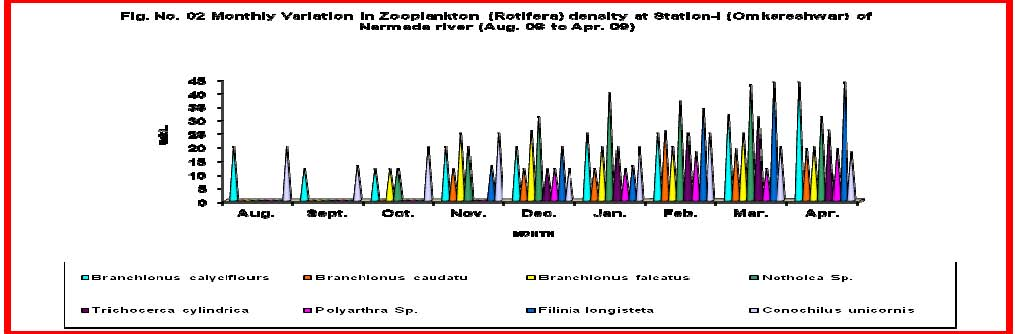 Fig. No. 02 Monthly Variation in Zooplankton (Rotifera) density at Station-I (Omkareshwar) of
Narmada river (Aug. 08 to Apr. 09)
45
40
35
30
25
20
15
10
5
0
Aug. Sept. Oct. Nov. Dec. Jan. Feb. Mar. Apr.
MONTH
Branchionus calyciflours Branchionus caudatu Branchionus falcatus Notholca Sp.
Trichocerca cylindrica Polyarthra Sp. Filinia longisteta Conochilus unicornis